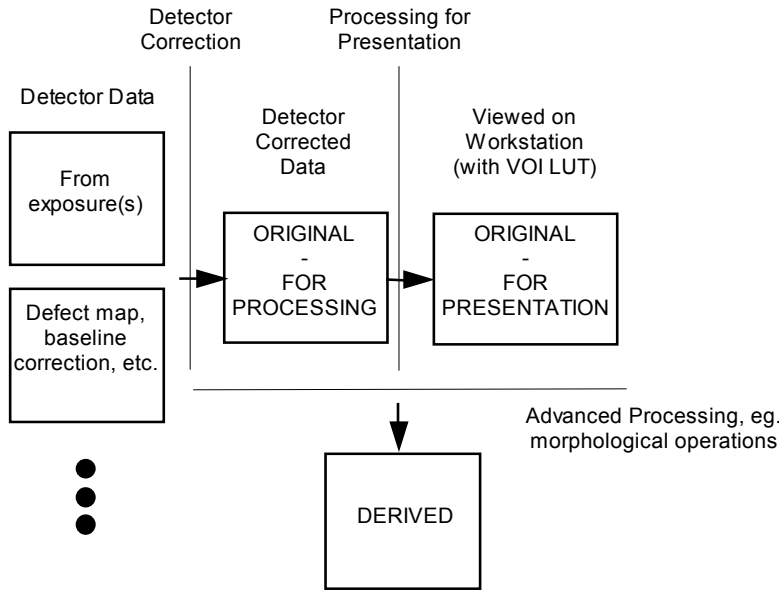 Detector
Correction
Processing for
Presentation
Detector Data
Detector
Corrected
Data
Viewed on
Workstation
(with VOI LUT)
From
exposure(s)
ORIGINAL
-
FOR
PROCESSING
ORIGINAL
-
FOR
PRESENTATION
Defect map,
baseline
correction, etc.
Advanced Processing, eg.
morphological operations
DERIVED